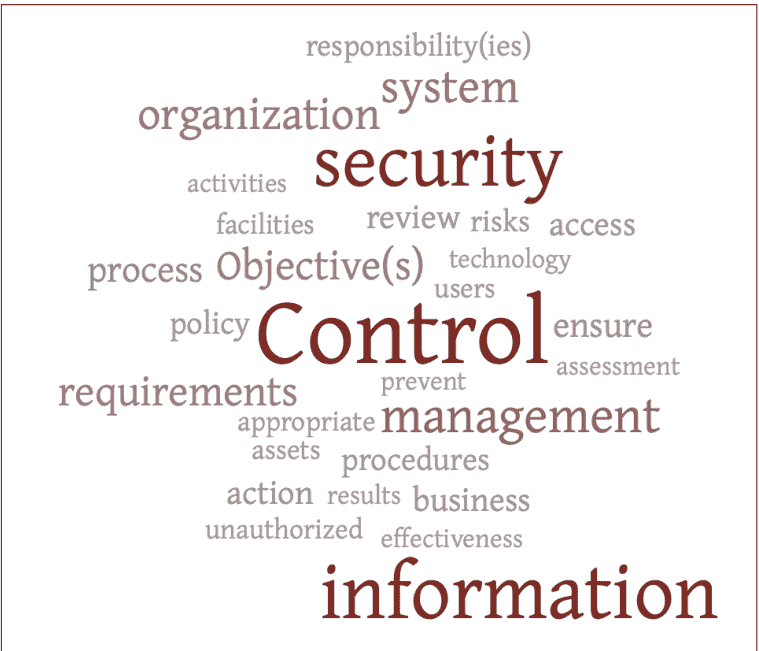 responsibility(ies)
system
organization
security
activities
facilities review risks access
process Objective(s) technology
users
policy Control ensure
assessment
requirements prevent
appropriate management
assets procedures
action results business
unauthorized effectiveness
information